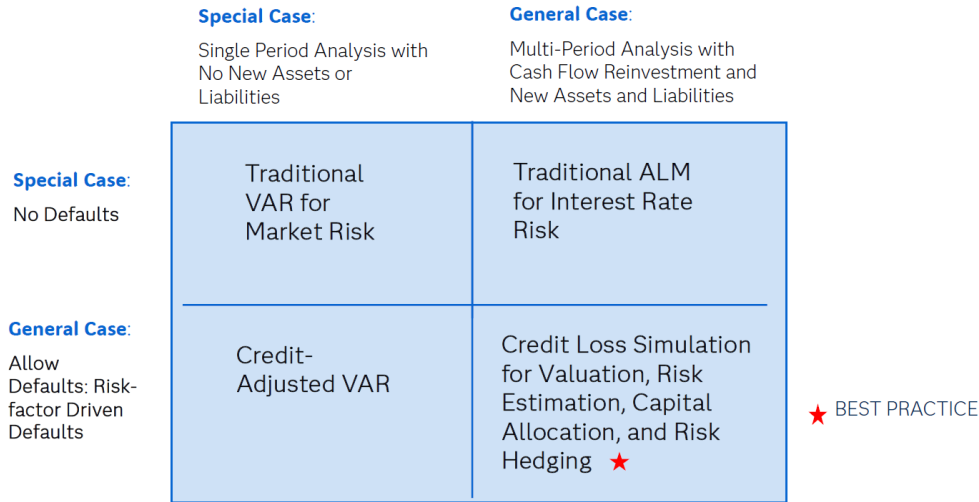 Special Case:
Single Period Analysis with
No New Assets or
Liabilities
General Case:
Multi-Period Analysis with
Cash Flow Reinvestment and
New Assets and Liabilities
Special Case:
No Defaults
Traditional
VAR for
Market Risk
Traditional ALM
for Interest Rate
Risk
General Case:
Allow
Defaults: Risk-
factor Driven
Defaults
Credit-
Adjusted VAR
Credit Loss Simulation
for Valuation, Risk
Estimation, Capital
Allocation, and Risk
Hedging ★
★ BEST PRACTICE